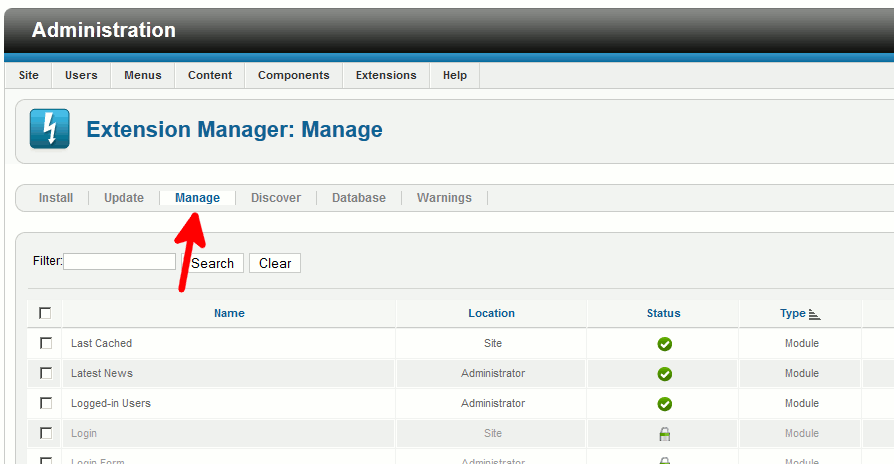 Administration
Site Users Menus Content Components Extensions Help
Extension Manager: Manage
Install Update Manage Discover Database Warnings
Filter: Search Clear
Name Location Status Type
Last Cached Site Module
Latest News Administrator Module
Logged-in Users Administrator Module
Login Site Module
Login Form Administrator Module